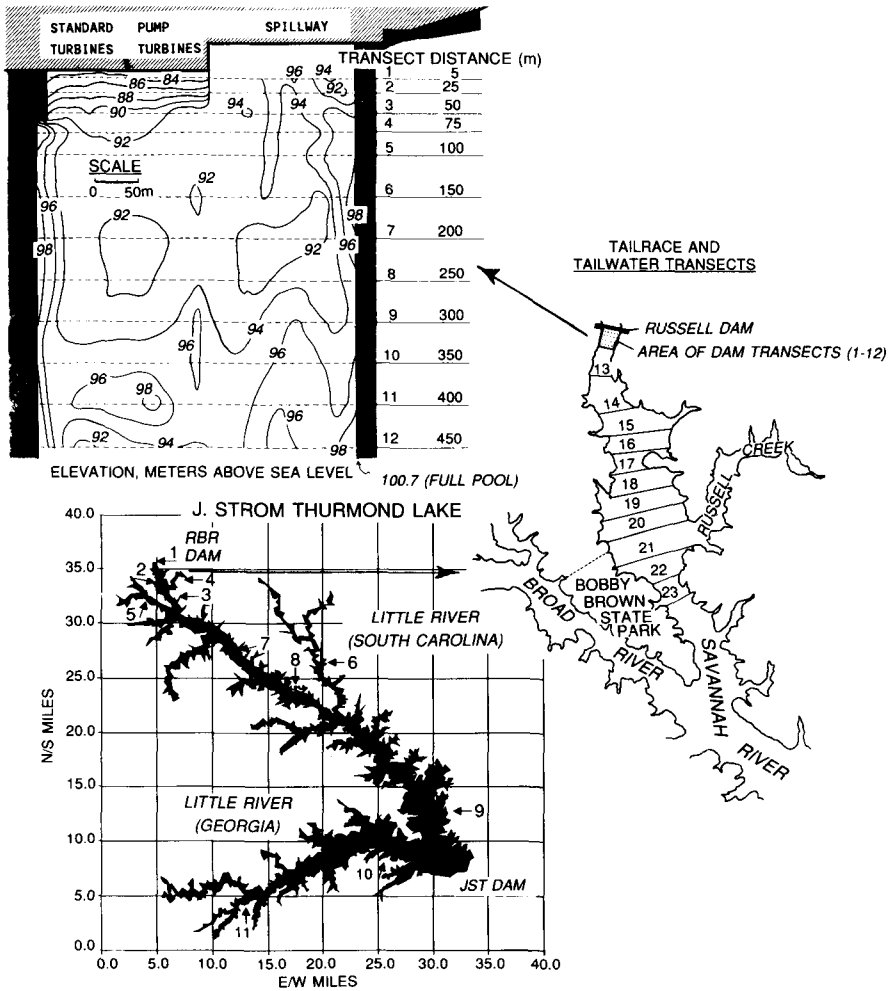 STANDARD PUMP SPILLWAY
TURBINES TURBINES
TRANSECT DISTANCE (m)
1 5
2 25
3 50
4 75
5 100
6 150
7 200
8 250
9 300
10 350
11 400
12 450
86 84
88
90
92
94
96 94
92
94
SCALE
0 50m
92
96
98
92
92
98
96
94
96
96
96
98
96
92
94
98
ELEVATION, METERS ABOVE SEA LEVEL
100.7 (FULL POOL)
TAILRACE AND
TAILWATER TRANSECTS
RUSSELL DAM
AREA OF DAM TRANSECTS (1-12)
13
14
15
16
17
18
19
20
21
22
23
RUSSELL CREEK
BOBBY
BROWN
STATE
PARK
BROAD RIVER
SAVANNAH RIVER
J. STROM THURMOND LAKE
40.0
35.0
30.0
25.0
20.0
15.0
10.0
5.0
0.0
N/S MILES
1
RBR
DAM
2
4
3
5
7
8
6
LITTLE RIVER
(SOUTH CAROLINA)
9
LITTLE RIVER
(GEORGIA)
10
JST DAM
11
0.0 5.0 10.0 15.0 20.0 25.0 30.0 35.0 40.0
E/W MILES